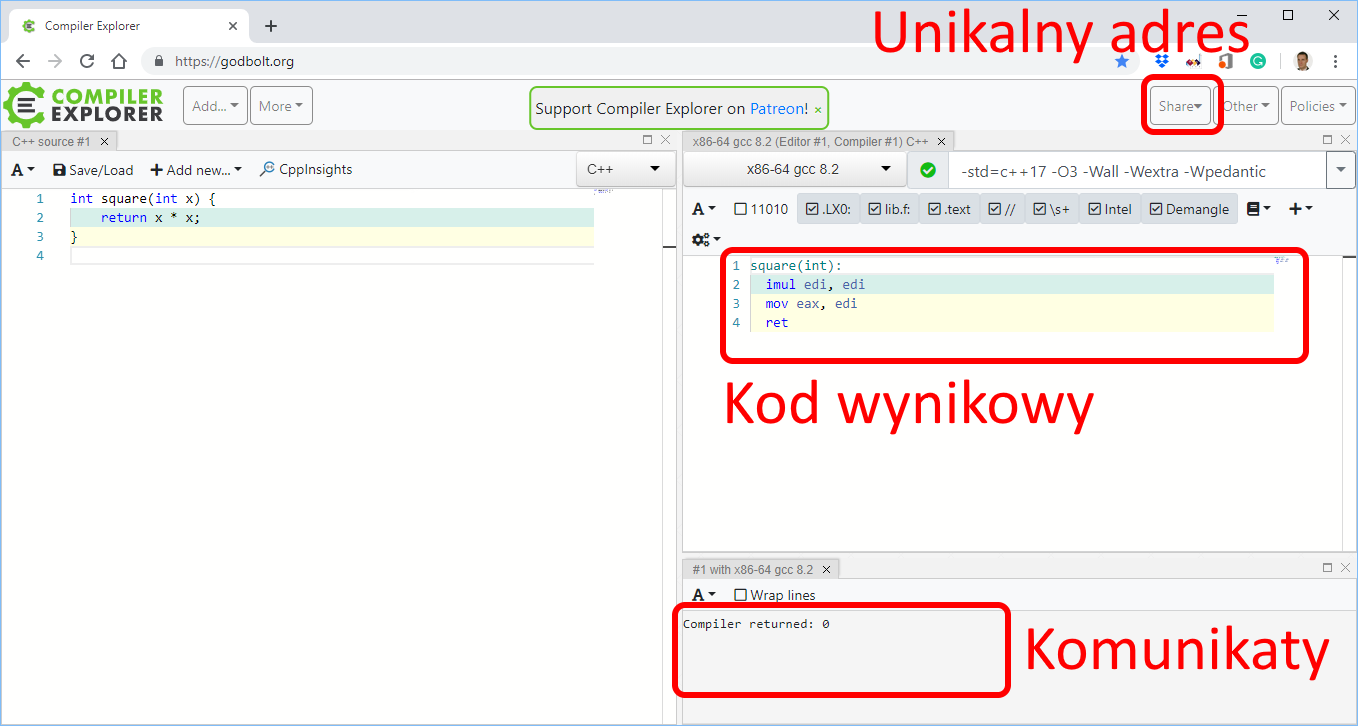 Compiler Explorer
Unikalny adres
https://godbolt.org
COMPILER
EXPLORER
Add...
More
Support Compiler Explorer on Patreon! ×
Share
Other
Policies
C++ source #1
A
Save/Load
Add new...
CppInsights
C++
1 int square(int x) {
2 return x * x;
3 }
4
x86-64 gcc 8.2 (Editor #1, Compiler #1) C++
x86-64 gcc 8.2
-std=c++17 -O3 -Wall -Wextra -Wpedantic
A
11010
.LX0:
lib.f:
.text
//
\s+
Intel
Demangle
1 square(int):
2 imul edi, edi
3 mov eax, edi
4 ret
Kod wynikowy
#1 with x86-64 gcc 8.2
A
Wrap lines
Compiler returned: 0
Komunikaty